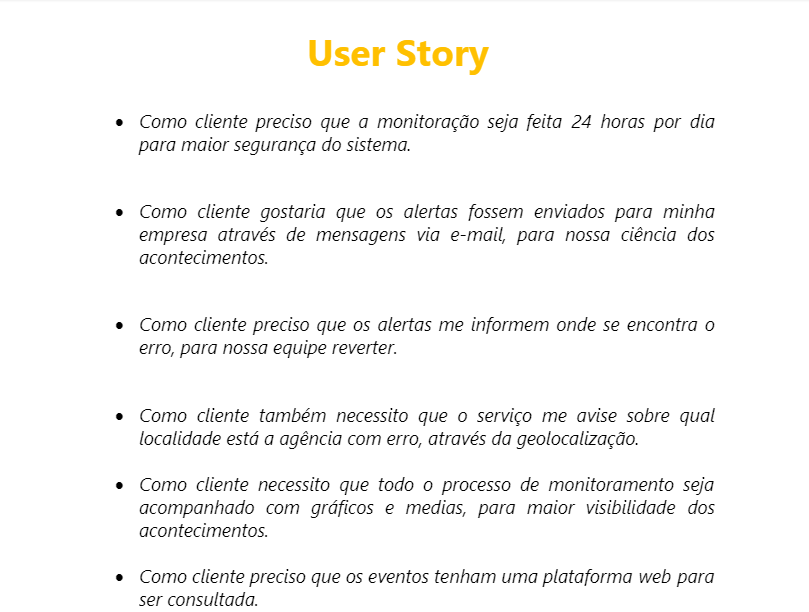 User Story
• Como cliente preciso que a monitoração seja feita 24 horas por dia
para maior segurança do sistema.
• Como cliente gostaria que os alertas fossem enviados para minha
empresa através de mensagens via e-mail, para nossa ciência dos
acontecimentos.
• Como cliente preciso que os alertas me informem onde se encontra o
erro, para nossa equipe reverter.
• Como cliente também necessito que o serviço me avise sobre qual
localidade está a agência com erro, através da geolocalização.
• Como cliente necessito que todo o processo de monitoramento seja
acompanhado com gráficos e medias, para maior visibilidade dos
acontecimentos.
• Como cliente preciso que os eventos tenham uma plataforma web para
ser consultada.